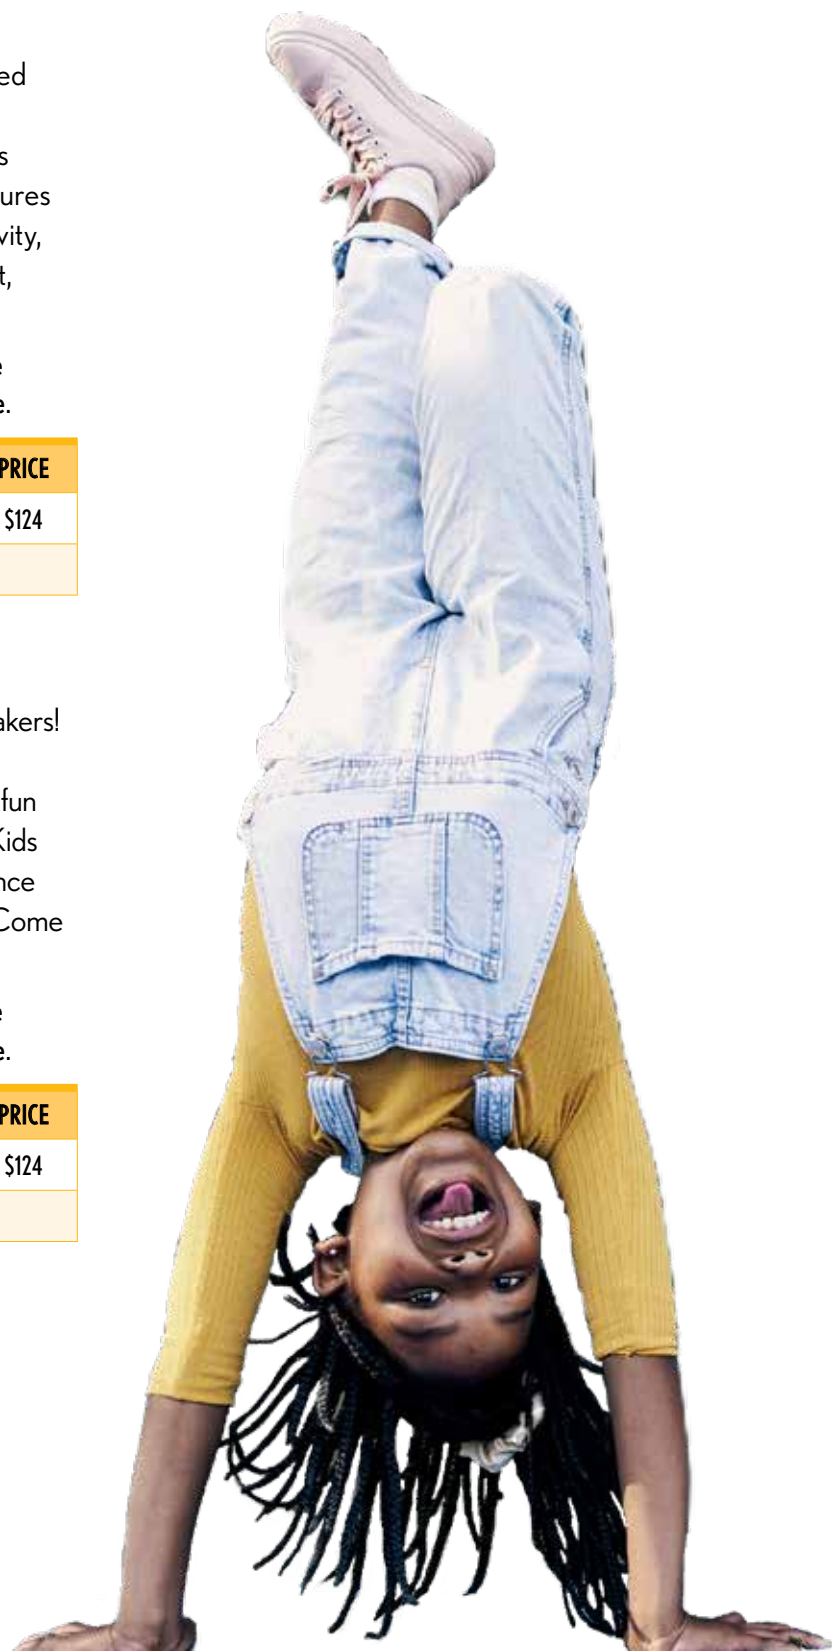 ed
s
ures
vity,
t,
e
e.
PRICE
$124
akers!
fun
Kids
nce
Come
e
e.
PRICE
$124